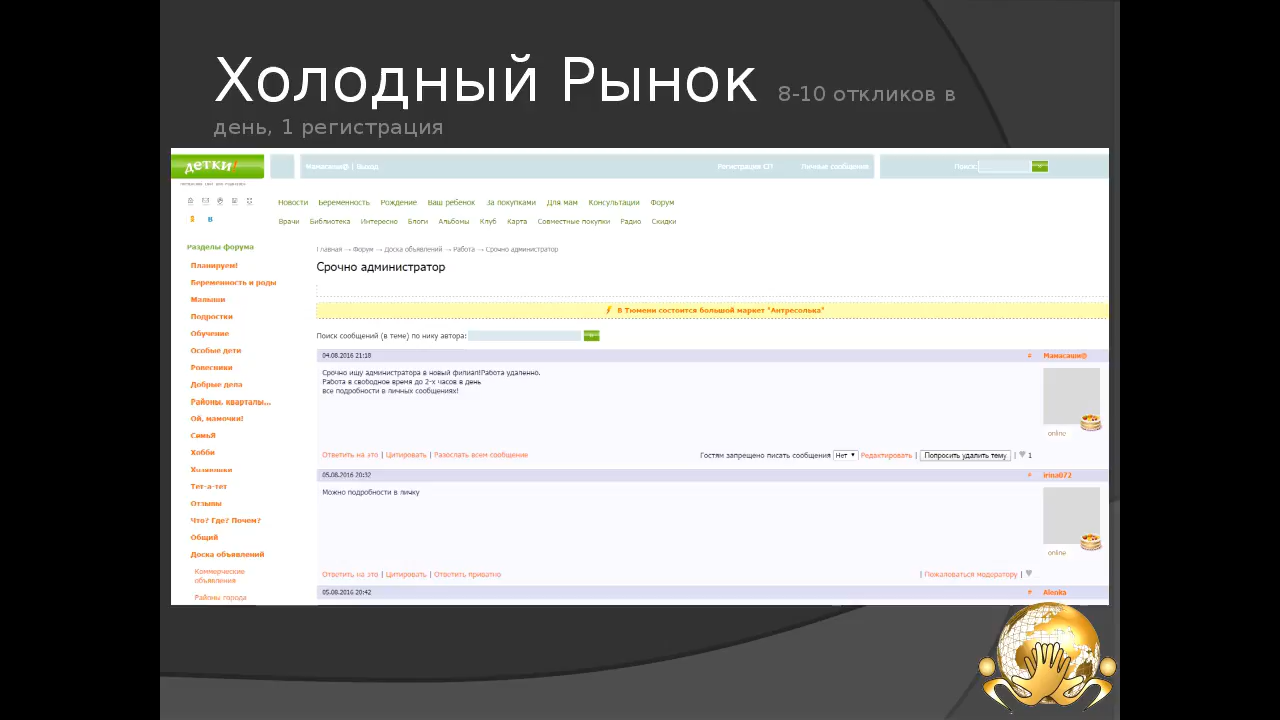 Холодный Рынок 8-10 откликов в
день, 1 регистрация
детки!
Мамасаши@ | Выход
Регистрация СП
Личные сообщения
Поиск:
Новости Беременность Рождение Ваш ребенок За покупками Для мам Консультации Форум
Врачи Библиотека Интересно Блоги Альбомы Клуб Карта Совместные покупки Радио Скидки
Разделы форума
Планируем!
Беременность и роды
Малыши
Подростки
Обучение
Особые дети
Ровесники
Добрые дела
Районы, кварталы...
Ой, мамочки!
СемьЯ
Хобби
Хозяюшки
Тет-а-тет
Отзывы
Что? Где? Почем?
Общий
Доска объявлений
Коммерческие
объявления
Районы города
Главная → Форум → Доска объявлений → Работа → Срочно администратор
Срочно администратор
В Тюмени состоится большой маркет "Антресолька"
Поиск сообщений (в теме) по нику автора:
04.08.2016 21:18
# Мамасаши@
Срочно ищу администратора в новый филиал!Работа удаленно.
Работа в свободное время до 2-х часов в день
все подробности в личных сообщениях!
online
Ответить на это | Цитировать | Разослать всем сообщение
Гостям запрещено писать сообщения Нет Редактировать | Попросить удалить тему | 1
05.08.2016 20:32
# irina072
Можно подробности в личку
online
Ответить на это | Цитировать | Ответить приватно
| Пожаловаться модератору |
05.08.2016 20:42
# Alenka